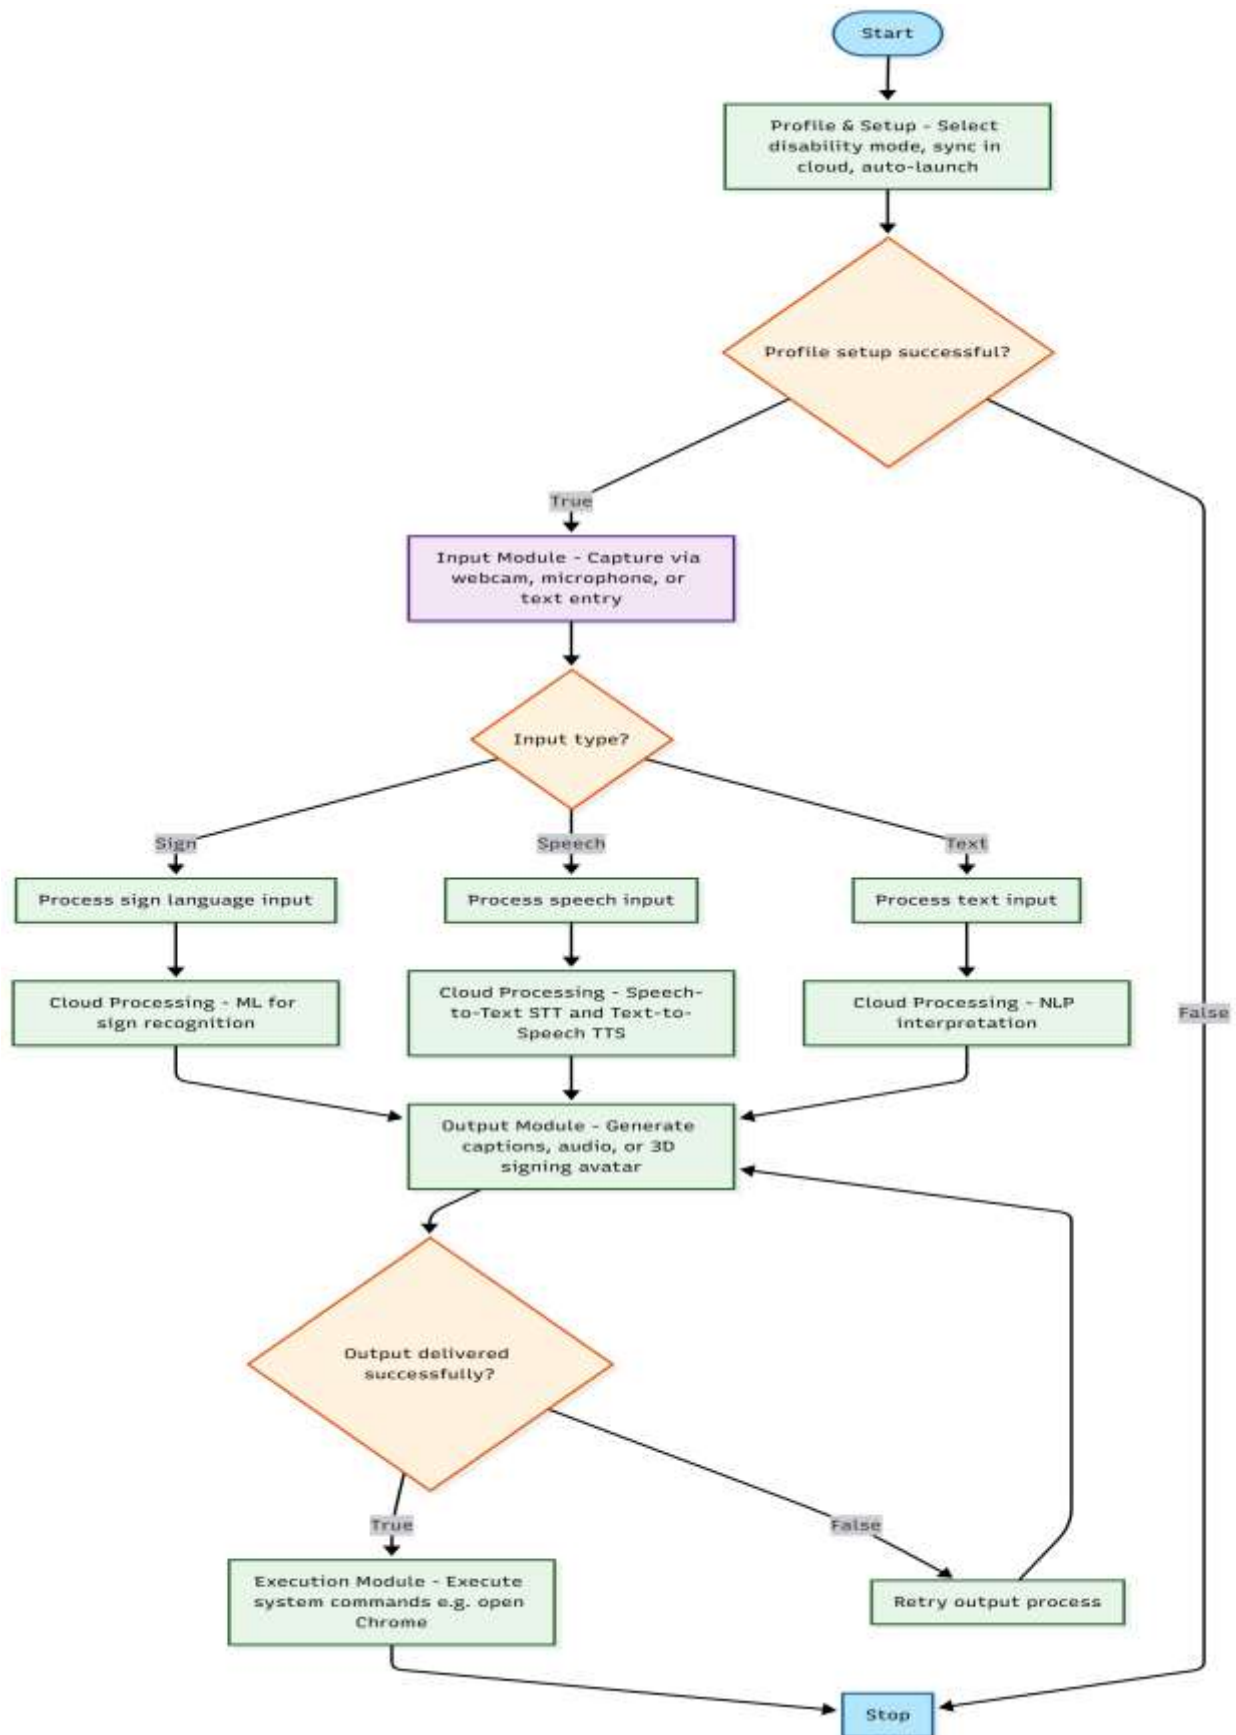 Start
Profile & Setup - Select
disability mode, sync in
cloud, auto-launch
Profile setup successful?
True
Input Module - Capture via
webcam, microphone, or
text entry
Input type?
Sign
Speech
Text
Process sign language input
Process speech input
Process text input
Cloud Processing - ML for
sign recognition
Cloud Processing - Speech-
to-Text STT and Text-to-
Speech TTS
Cloud Processing - NLP
interpretation
False
Output Module - Generate
captions, audio, or 3D
signing avatar
Output delivered
successfully?
True
False
Execution Module - Execute
system commands e.g. open
Chrome
Retry output process
Stop